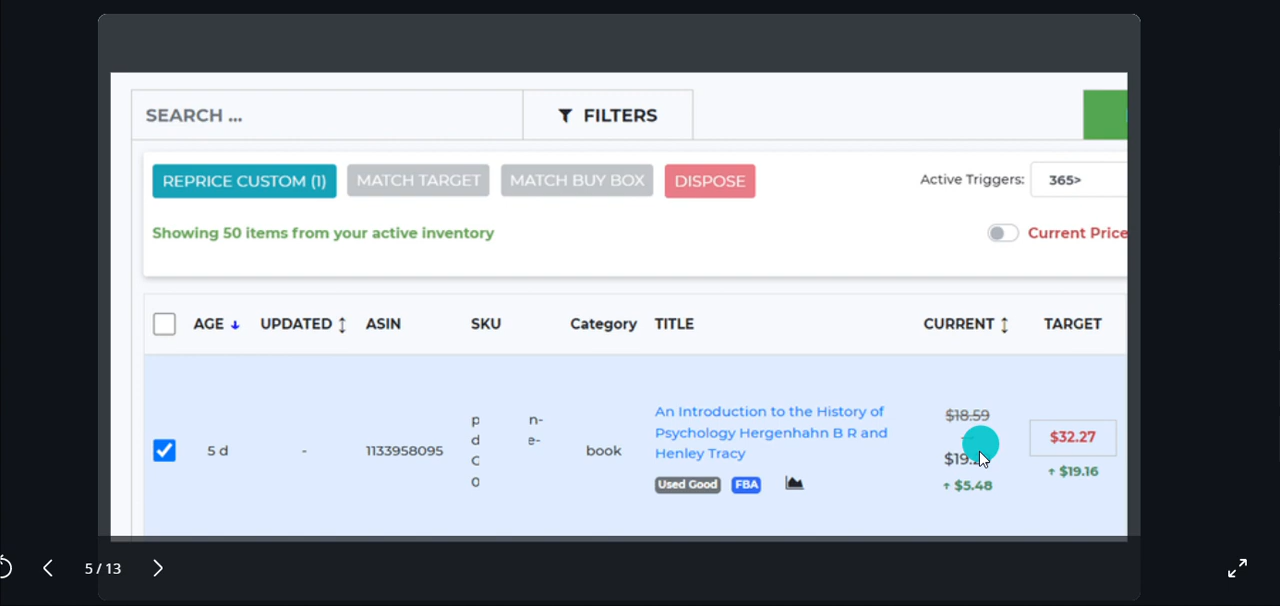 SEARCH ...
FILTERS
REPRICE CUSTOM (1)
MATCH TARGET
MATCH BUY BOX
DISPOSE
Active Triggers:
365>
Showing 50 items from your active inventory
Current Price
AGE
UPDATED
ASIN
SKU
Category
TITLE
CURRENT
TARGET
5 d
-
1133958095
p n-
d e-
C
o
book
An Introduction to the History of
Psychology Hergenhahn B R and
Henley Tracy
Used Good
FBA
$18.59
↑ $5.48
$32.27
↑ $19.16
5 / 13